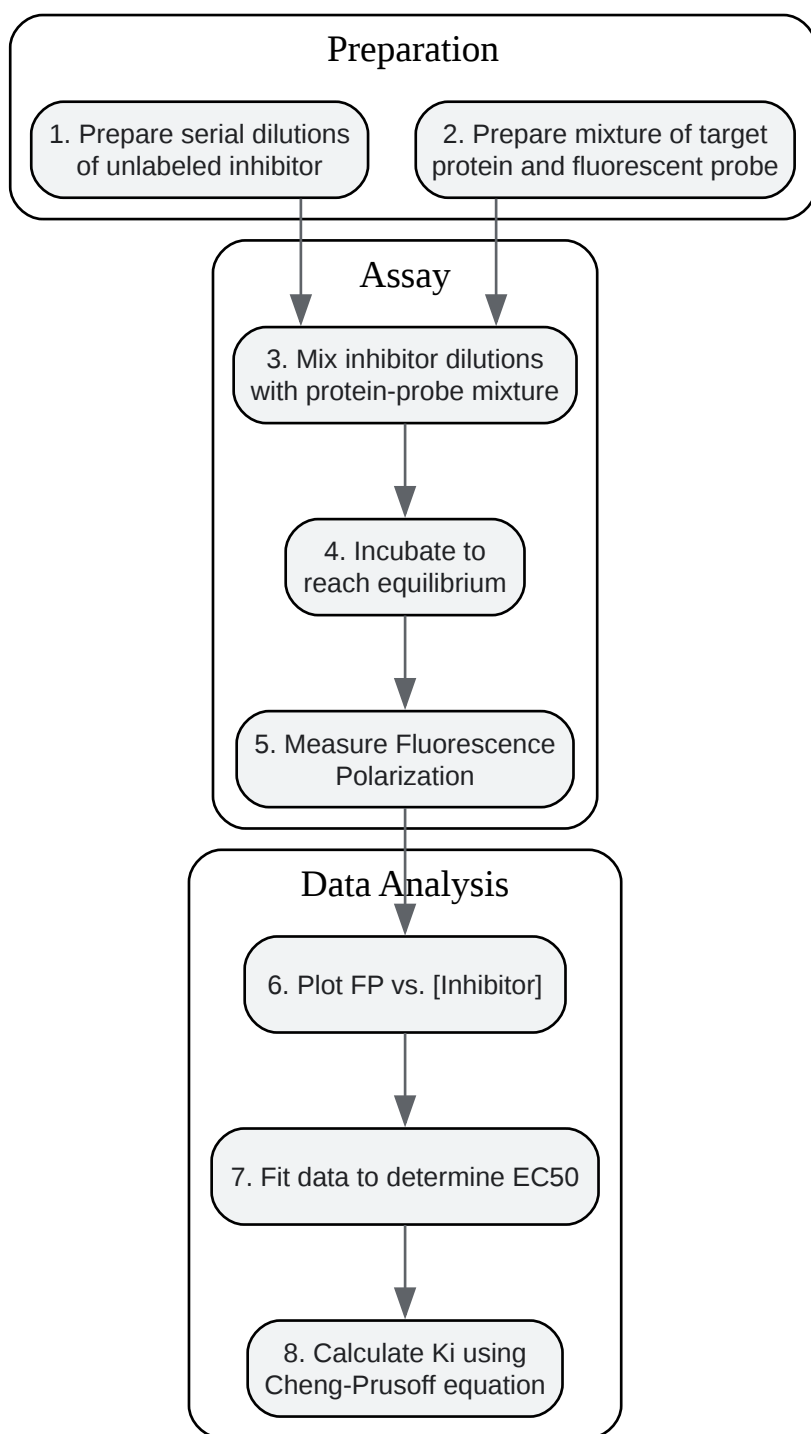 Preparation
1. Prepare serial dilutions
of unlabeled inhibitor
2. Prepare mixture of target
protein and fluorescent probe
Assay
3. Mix inhibitor dilutions
with protein-probe mixture
4. Incubate to
reach equilibrium
5. Measure Fluorescence
Polarization
Data Analysis
6. Plot FP vs. [Inhibitor]
7. Fit data to determine EC50
8. Calculate Ki using
Cheng-Prusoff equation